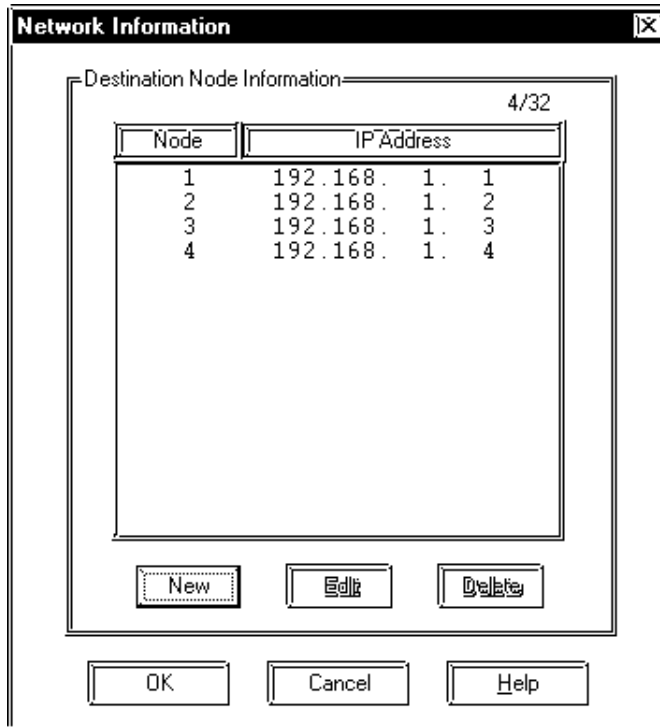 Network Information
Destination Node Information
4/32
Node IP Address
1 192.168. 1. 1
2 192.168. 1. 2
3 192.168. 1. 3
4 192.168. 1. 4
New Edit Delete
OK Cancel Help